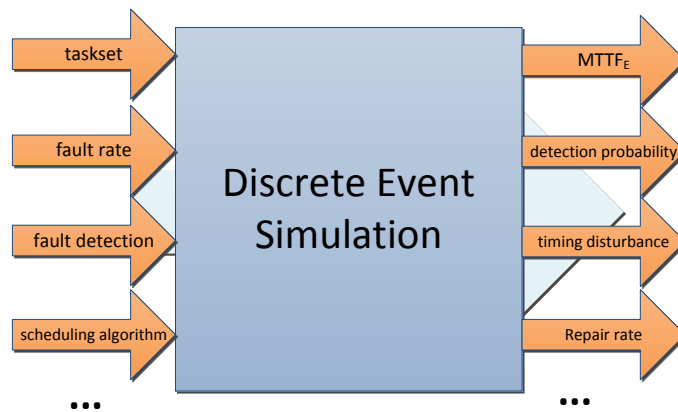 taskset
fault rate
fault detection
scheduling algorithm
...
Discrete Event
Simulation
MTTFE
detection probability
timing disturbance
Repair rate
...